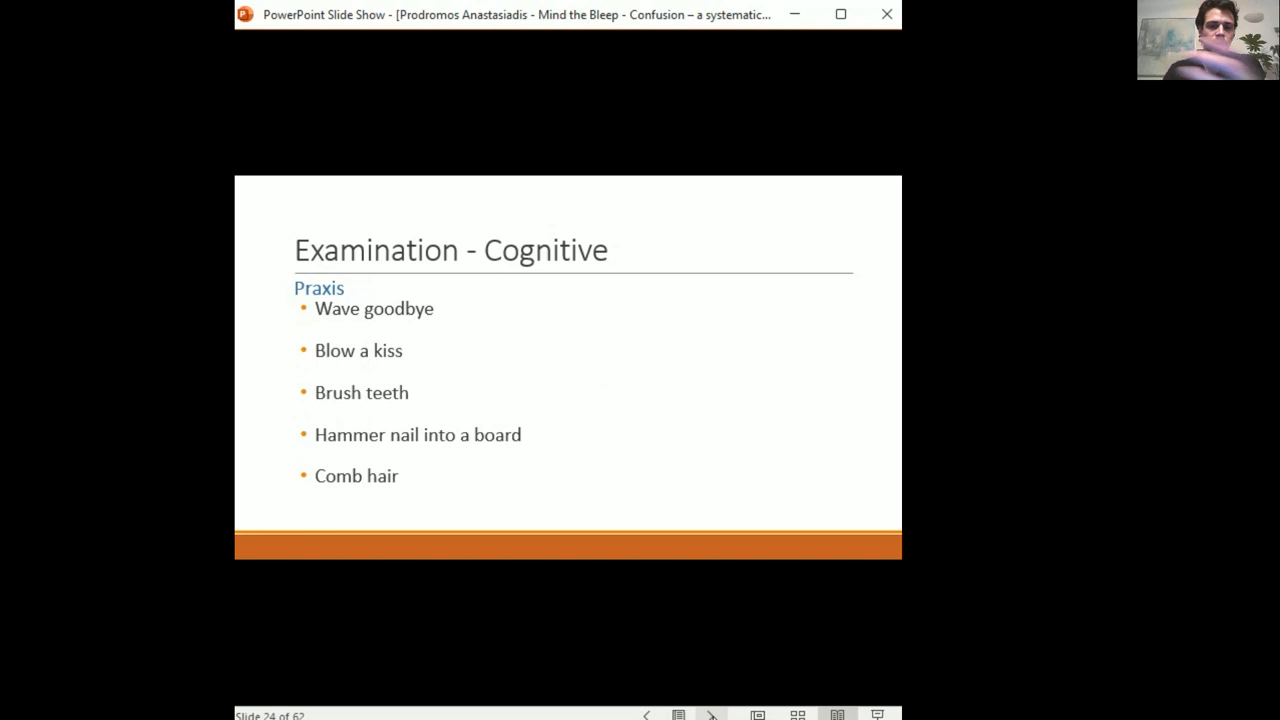 PowerPoint Slide Show - [Prodromos Anastasiadis - Mind the Bleep - Confusion – a systematic...
Examination - Cognitive
Praxis
• Wave goodbye
• Blow a kiss
• Brush teeth
• Hammer nail into a board
• Comb hair
Slide 24 of 62